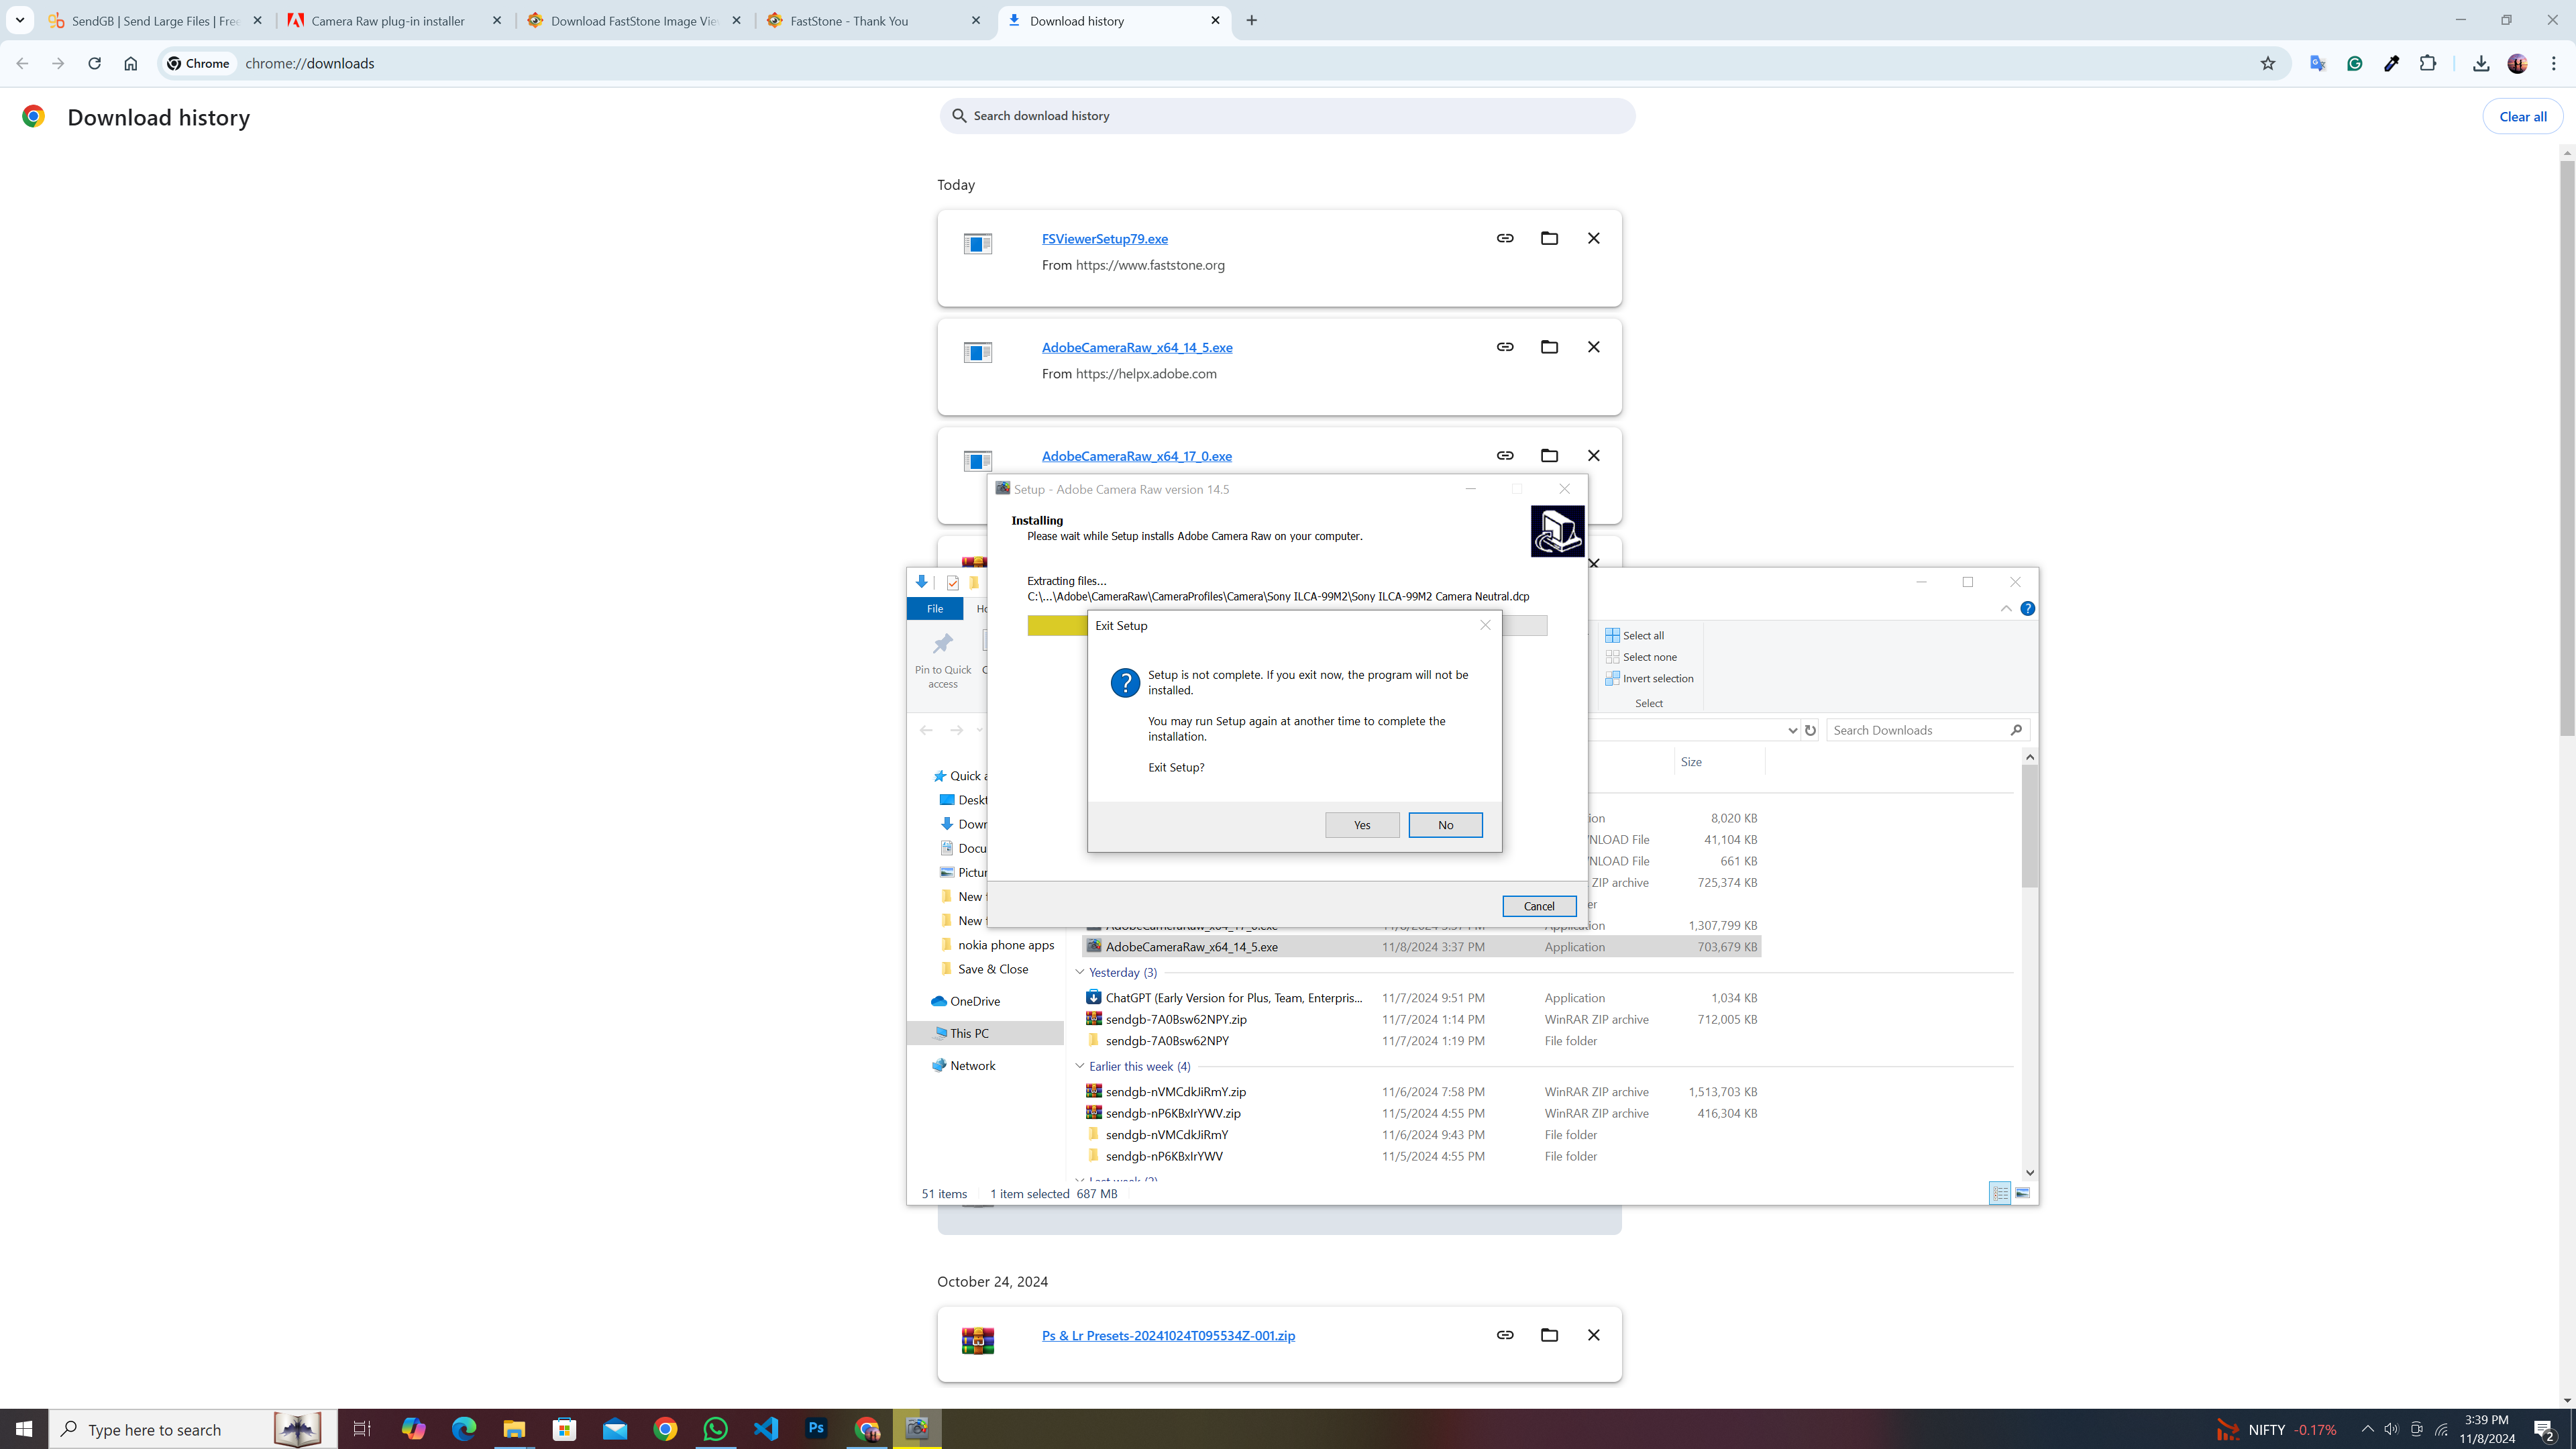 SendGB | Send Large Files | Free
Camera Raw plug-in installer
Download FastStone Image Vie
FastStone - Thank You
Download history
Chrome
chrome://downloads
Download history
Search download history
Clear all
Today
FSViewerSetup79.exe
From https://www.faststone.org
AdobeCameraRaw_x64_14_5.exe
From https://helpx.adobe.com
AdobeCameraRaw_x64_17_0.exe
Setup - Adobe Camera Raw version 14.5
Installing
Please wait while Setup installs Adobe Camera Raw on your computer.
Extracting files...
C:\...\Adobe\CameraRaw\CameraProfiles\Camera\Sony ILCA-99M2\Sony ILCA-99M2 Camera Neutral.dcp
Exit Setup
Setup is not complete. If you exit now, the program will not be
installed.
You may run Setup again at another time to complete the
installation.
Exit Setup?
Yes
No
Cancel
File
Pin to Quick
access
Select all
Select none
Invert selection
Select
Search Downloads
Size
Quick a
Deskt
Down
Docu
Pictur
New
New
nokia phone apps
Save & Close
OneDrive
This PC
Network
8,020 KB
NLOAD File 41,104 KB
NLOAD File 661 KB
ZIP archive 725,374 KB
1,307,799 KB
AdobeCameraRaw_x64_14_5.exe 11/8/2024 3:37 PM Application 703,679 KB
Yesterday (3)
ChatGPT (Early Version for Plus, Team, Enterpris... 11/7/2024 9:51 PM Application 1,034 KB
sendgb-7A0Bsw62NPY.zip 11/7/2024 1:14 PM WinRAR ZIP archive 712,005 KB
sendgb-7A0Bsw62NPY 11/7/2024 1:19 PM File folder
Earlier this week (4)
sendgb-nVMCdkJiRmY.zip 11/6/2024 7:58 PM WinRAR ZIP archive 1,513,703 KB
sendgb-nP6KBxIrYWV.zip 11/5/2024 4:55 PM WinRAR ZIP archive 416,304 KB
sendgb-nVMCdkJiRmY 11/6/2024 9:43 PM File folder
sendgb-nP6KBxIrYWV 11/5/2024 4:55 PM File folder
51 items 1 item selected 687 MB
October 24, 2024
Ps & Lr Presets-20241024T095534Z-001.zip
Type here to search
Ps
NIFTY -0.17%
3:39 PM
11/8/2024
2